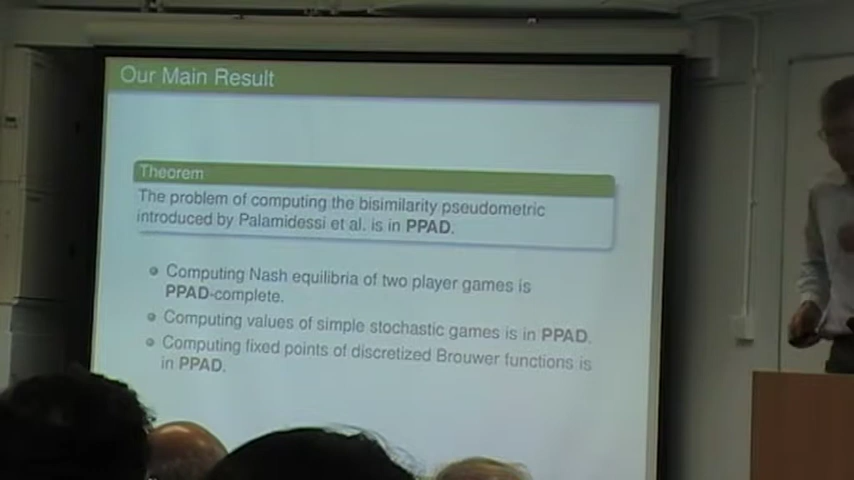 Our Main Result
Theorem
The problem of computing the bisimilarity pseudometric
introduced by Palamidessi et al. is in PPAD.
Computing Nash equilibria of two player games is
PPAD-complete.
Computing values of simple stochastic games is in PPAD.
Computing fixed points of discretized Brouwer functions is
in PPAD.